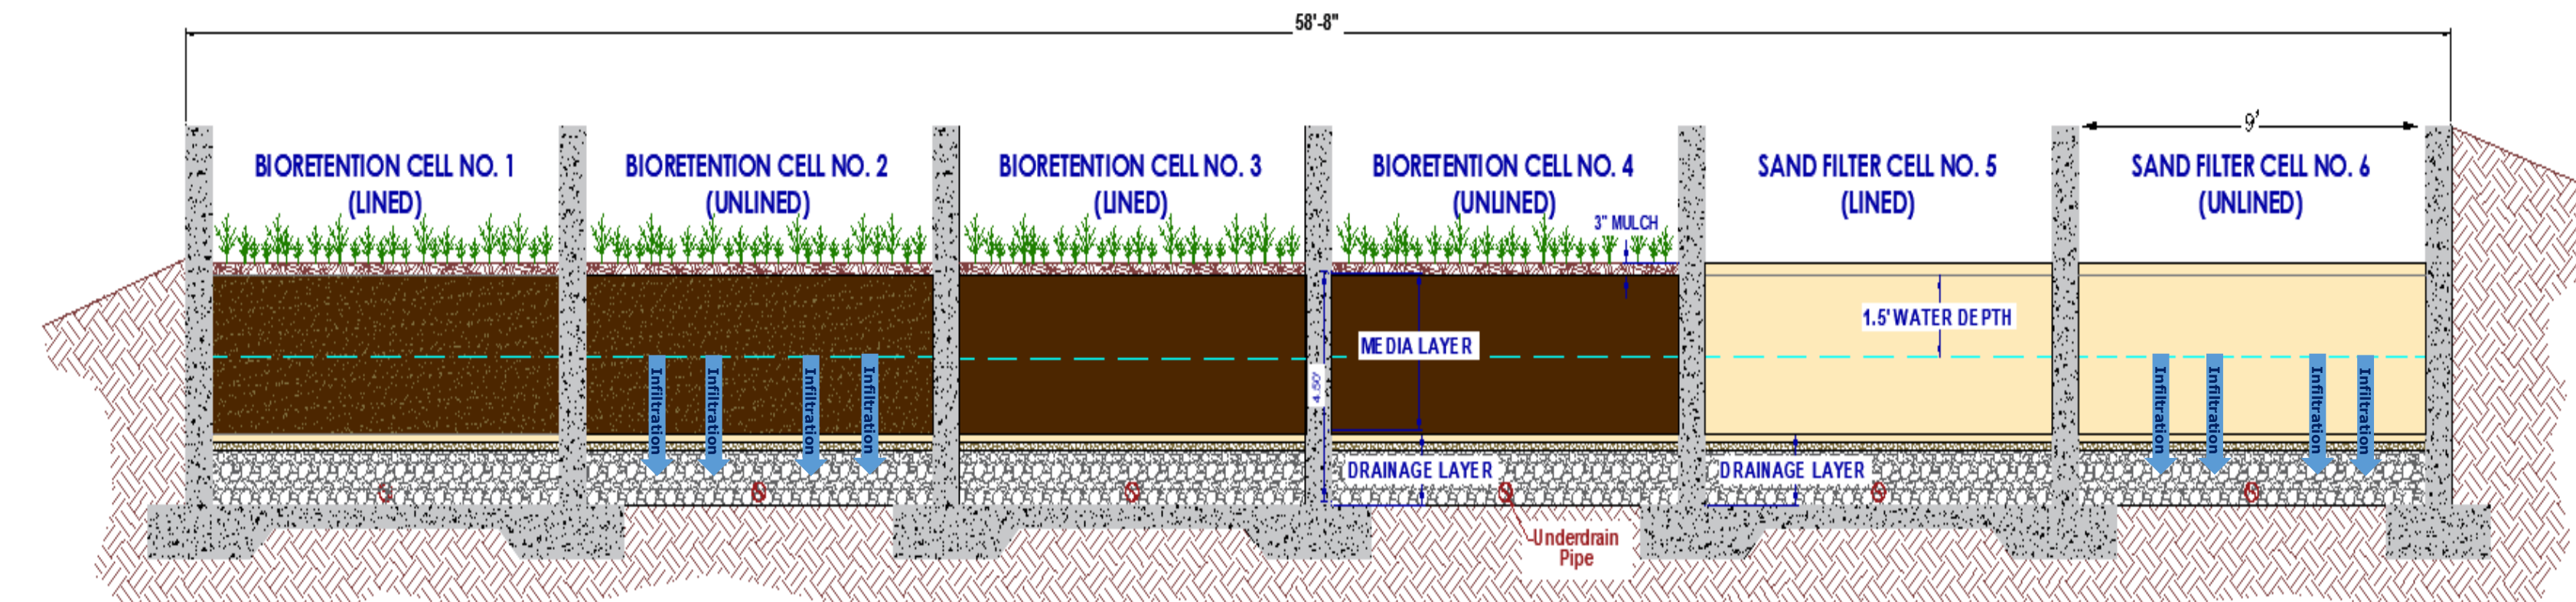 58'-8"
9'
BIORETENTION CELL NO. 1
(LINED)
BIORETENTION CELL NO. 2
(UNLINED)
BIORETENTION CELL NO. 3
(LINED)
BIORETENTION CELL NO. 4
(UNLINED)
SAND FILTER CELL NO. 5
(LINED)
SAND FILTER CELL NO. 6
(UNLINED)
3" MULCH
1.5' WATER DEPTH
MEDIA LAYER
4.50'
Infiltration
Infiltration
Infiltration
Infiltration
Infiltration
Infiltration
Infiltration
Infiltration
DRAINAGE LAYER
DRAINAGE LAYER
Underdrain
Pipe